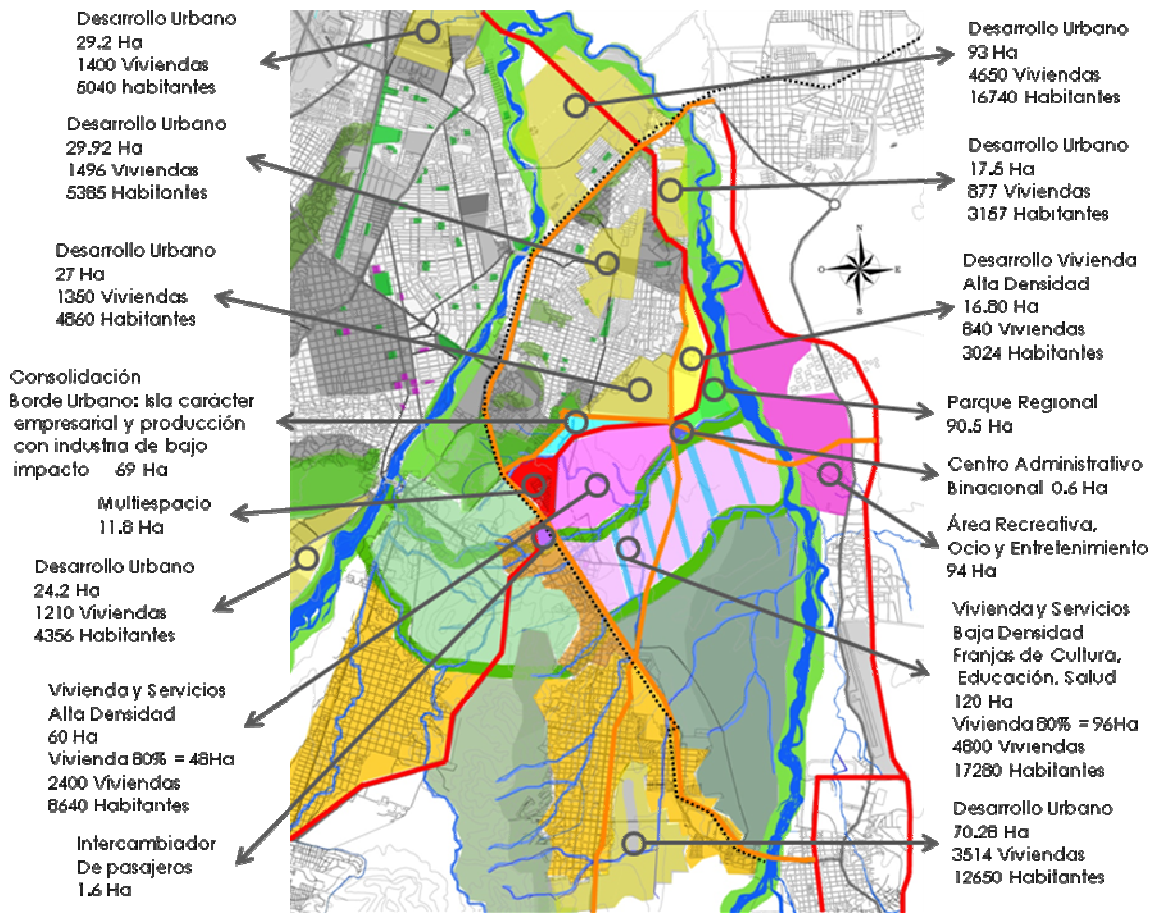 Desarrollo Urbano
29.2 Ha
1400 Viviendas
5040 habitantes
Desarrollo Urbano
29.92 Ha
1496 Viviendas
5385 Habitantes
Desarrollo Urbano
27 Ha
1350 Viviendas
4860 Habitantes
Consolidación
Borde Urbano: Isla carácter
empresarial y producción
con industria de bajo
impacto 69 Ha
Multiespacio
11.8 Ha
Desarrollo Urbano
24.2 Ha
1210 Viviendas
4356 Habitantes
Vivienda y Servicios
Alta Densidad
60 Ha
Vivienda 80% = 48Ha
2400 Viviendas
8640 Habitantes
Intercambiador
De pasajeros
1.6 Ha
Desarrollo Urbano
93 Ha
4650 Viviendas
16740 Habitantes
Desarrollo Urbano
17.5 Ha
877 Viviendas
3157 Habitantes
N
O E
S
Desarrollo Vivienda
Alta Densidad
16.80 Ha
840 Viviendas
3024 Habitantes
Parque Regional
90.5 Ha
Centro Administrativo
Binacional 0.6 Ha
Área Recreativa,
Ocio y Entretenimiento
94 Ha
Vivienda y Servicios
Baja Densidad
Franjas de Cultura,
Educación, Salud
120 Ha
Vivienda 80% = 96Ha
4800 Viviendas
17280 Habitantes
Desarrollo Urbano
70.28 Ha
3514 Viviendas
12650 Habitantes